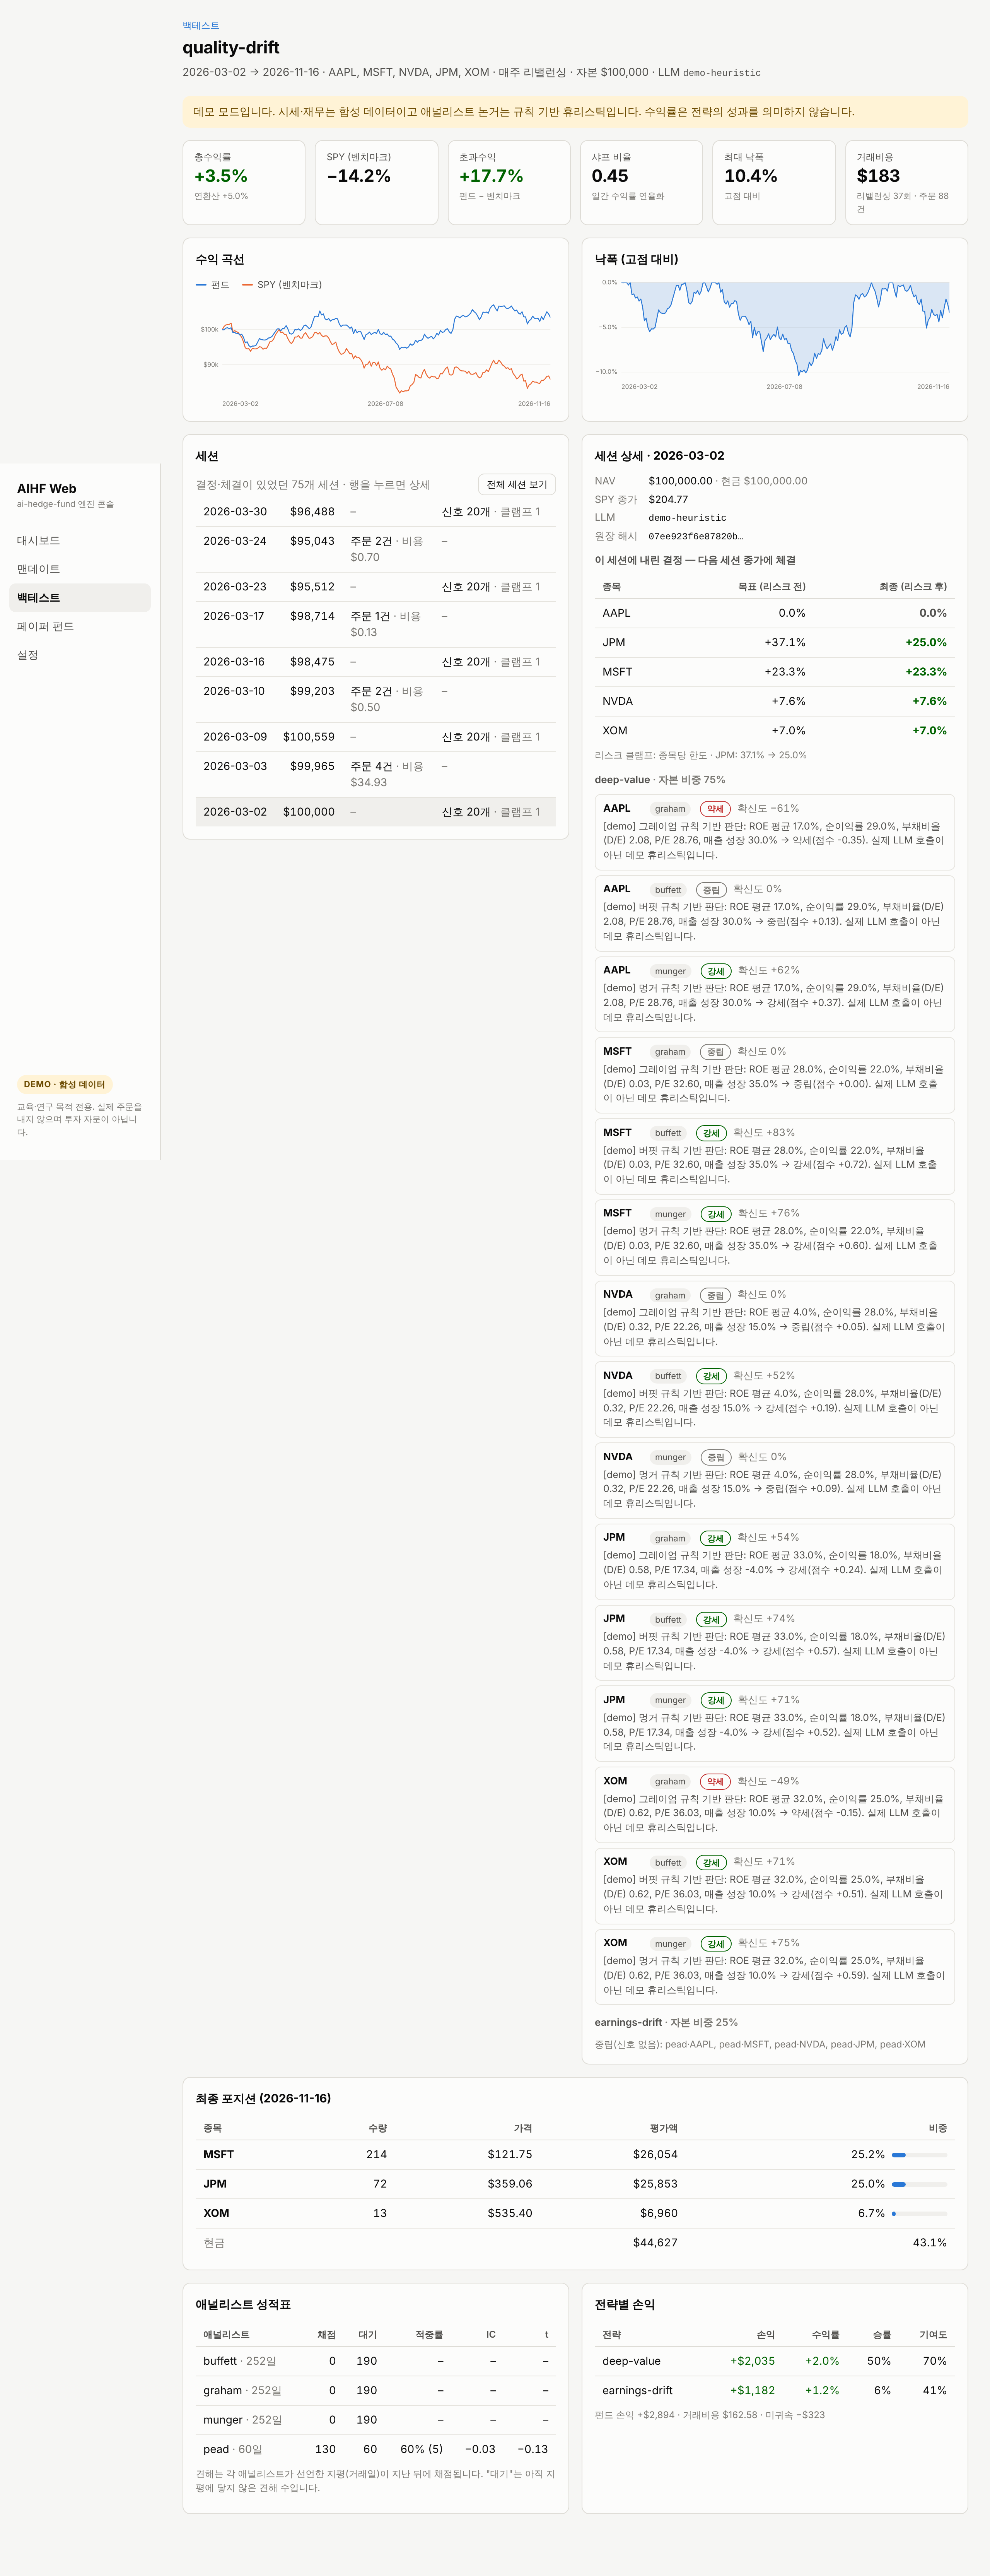 백테스트
quality-drift
2026-03-02 → 2026-11-16 · AAPL, MSFT, NVDA, JPM, XOM · 매주 리밸런싱 · 자본 $100,000 · LLM demo-heuristic
데모 모드입니다. 시세·재무는 합성 데이터이고 애널리스트 논거는 규칙 기반 휴리스틱입니다. 수익률은 전략의 성과를 의미하지 않습니다.
총수익률
+3.5%
연환산 +5.0%
SPY (벤치마크)
−14.2%
초과수익
+17.7%
펀드 − 벤치마크
샤프 비율
0.45
일간 수익률 연율화
최대 낙폭
10.4%
고점 대비
거래비용
$183
리밸런싱 37회 · 주문 88
건
수익 곡선
펀드 SPY (벤치마크)
$100k
$90k
2026-03-02 2026-07-08 2026-11-16
낙폭 (고점 대비)
0.0%
−5.0%
−10.0%
2026-03-02 2026-07-08 2026-11-16
AIHF Web
ai-hedge-fund 엔진 콘솔
대시보드
맨데이트
백테스트
페이퍼 펀드
설정
DEMO · 합성 데이터
교육·연구 목적 전용. 실제 주문을
내지 않으며 투자 자문이 아닙니
다.
세션
결정·체결이 있었던 75개 세션 · 행을 누르면 상세 전체 세션 보기
2026-03-30 $96,488 – 신호 20개 · 클램프 1
2026-03-24 $95,043 주문 2건 · 비용 –
$0.70
2026-03-23 $95,512 – 신호 20개 · 클램프 1
2026-03-17 $98,714 주문 1건 · 비용 –
$0.13
2026-03-16 $98,475 – 신호 20개 · 클램프 1
2026-03-10 $99,203 주문 2건 · 비용 –
$0.50
2026-03-09 $100,559 – 신호 20개 · 클램프 1
2026-03-03 $99,965 주문 4건 · 비용 –
$34.93
2026-03-02 $100,000 – 신호 20개 · 클램프 1
세션 상세 · 2026-03-02
NAV $100,000.00 · 현금 $100,000.00
SPY 종가 $204.77
LLM demo-heuristic
원장 해시 07ee923f6e87820b…
이 세션에 내린 결정 — 다음 세션 종가에 체결
종목 목표 (리스크 전) 최종 (리스크 후)
AAPL 0.0% 0.0%
JPM +37.1% +25.0%
MSFT +23.3% +23.3%
NVDA +7.6% +7.6%
XOM +7.0% +7.0%
리스크 클램프: 종목당 한도 · JPM: 37.1% → 25.0%
deep-value · 자본 비중 75%
AAPL graham 약세 확신도 −61%
[demo] 그레이엄 규칙 기반 판단: ROE 평균 17.0%, 순이익률 29.0%, 부채비율
(D/E) 2.08, P/E 28.76, 매출 성장 30.0% → 약세(점수 -0.35). 실제 LLM 호출이
아닌 데모 휴리스틱입니다.
AAPL buffett 중립 확신도 0%
[demo] 버핏 규칙 기반 판단: ROE 평균 17.0%, 순이익률 29.0%, 부채비율(D/E)
2.08, P/E 28.76, 매출 성장 30.0% → 중립(점수 +0.13). 실제 LLM 호출이 아닌
데모 휴리스틱입니다.
AAPL munger 강세 확신도 +62%
[demo] 멍거 규칙 기반 판단: ROE 평균 17.0%, 순이익률 29.0%, 부채비율(D/E)
2.08, P/E 28.76, 매출 성장 30.0% → 강세(점수 +0.37). 실제 LLM 호출이 아닌
데모 휴리스틱입니다.
MSFT graham 중립 확신도 0%
[demo] 그레이엄 규칙 기반 판단: ROE 평균 28.0%, 순이익률 22.0%, 부채비율
(D/E) 0.03, P/E 32.60, 매출 성장 35.0% → 중립(점수 +0.00). 실제 LLM 호출
이 아닌 데모 휴리스틱입니다.
MSFT buffett 강세 확신도 +83%
[demo] 버핏 규칙 기반 판단: ROE 평균 28.0%, 순이익률 22.0%, 부채비율
(D/E) 0.03, P/E 32.60, 매출 성장 35.0% → 강세(점수 +0.72). 실제 LLM 호출
이 아닌 데모 휴리스틱입니다.
MSFT munger 강세 확신도 +76%
[demo] 멍거 규칙 기반 판단: ROE 평균 28.0%, 순이익률 22.0%, 부채비율
(D/E) 0.03, P/E 32.60, 매출 성장 35.0% → 강세(점수 +0.60). 실제 LLM 호출
이 아닌 데모 휴리스틱입니다.
NVDA graham 중립 확신도 0%
[demo] 그레이엄 규칙 기반 판단: ROE 평균 4.0%, 순이익률 28.0%, 부채비율
(D/E) 0.32, P/E 22.26, 매출 성장 15.0% → 중립(점수 +0.05). 실제 LLM 호출이
아닌 데모 휴리스틱입니다.
NVDA buffett 강세 확신도 +52%
[demo] 버핏 규칙 기반 판단: ROE 평균 4.0%, 순이익률 28.0%, 부채비율(D/E)
0.32, P/E 22.26, 매출 성장 15.0% → 강세(점수 +0.19). 실제 LLM 호출이 아닌
데모 휴리스틱입니다.
NVDA munger 중립 확신도 0%
[demo] 멍거 규칙 기반 판단: ROE 평균 4.0%, 순이익률 28.0%, 부채비율(D/E)
0.32, P/E 22.26, 매출 성장 15.0% → 중립(점수 +0.09). 실제 LLM 호출이 아닌
데모 휴리스틱입니다.
JPM graham 강세 확신도 +54%
[demo] 그레이엄 규칙 기반 판단: ROE 평균 33.0%, 순이익률 18.0%, 부채비율
(D/E) 0.58, P/E 17.34, 매출 성장 -4.0% → 강세(점수 +0.24). 실제 LLM 호출이
아닌 데모 휴리스틱입니다.
JPM buffett 강세 확신도 +74%
[demo] 버핏 규칙 기반 판단: ROE 평균 33.0%, 순이익률 18.0%, 부채비율(D/E)
0.58, P/E 17.34, 매출 성장 -4.0% → 강세(점수 +0.57). 실제 LLM 호출이 아닌
데모 휴리스틱입니다.
JPM munger 강세 확신도 +71%
[demo] 멍거 규칙 기반 판단: ROE 평균 33.0%, 순이익률 18.0%, 부채비율(D/E)
0.58, P/E 17.34, 매출 성장 -4.0% → 강세(점수 +0.52). 실제 LLM 호출이 아닌
데모 휴리스틱입니다.
XOM graham 약세 확신도 −49%
[demo] 그레이엄 규칙 기반 판단: ROE 평균 32.0%, 순이익률 25.0%, 부채비율
(D/E) 0.62, P/E 36.03, 매출 성장 10.0% → 약세(점수 -0.15). 실제 LLM 호출이
아닌 데모 휴리스틱입니다.
XOM buffett 강세 확신도 +71%
[demo] 버핏 규칙 기반 판단: ROE 평균 32.0%, 순이익률 25.0%, 부채비율
(D/E) 0.62, P/E 36.03, 매출 성장 10.0% → 강세(점수 +0.51). 실제 LLM 호출이
아닌 데모 휴리스틱입니다.
XOM munger 강세 확신도 +75%
[demo] 멍거 규칙 기반 판단: ROE 평균 32.0%, 순이익률 25.0%, 부채비율
(D/E) 0.62, P/E 36.03, 매출 성장 10.0% → 강세(점수 +0.59). 실제 LLM 호출이
아닌 데모 휴리스틱입니다.
earnings-drift · 자본 비중 25%
중립(신호 없음): pead·AAPL, pead·MSFT, pead·NVDA, pead·JPM, pead·XOM
최종 포지션 (2026-11-16)
종목 수량 가격 평가액 비중
MSFT 214 $121.75 $26,054 25.2%
JPM 72 $359.06 $25,853 25.0%
XOM 13 $535.40 $6,960 6.7%
현금 $44,627 43.1%
애널리스트 성적표
애널리스트 채점 대기 적중률 IC t
buffett · 252일 0 190 – – –
graham · 252일 0 190 – – –
munger · 252일 0 190 – – –
pead · 60일 130 60 60% (5) −0.03 −0.13
견해는 각 애널리스트가 선언한 지평(거래일)이 지난 뒤에 채점됩니다. "대기"는 아직 지
평에 닿지 않은 견해 수입니다.
전략별 손익
전략 손익 수익률 승률 기여도
deep-value +$2,035 +2.0% 50% 70%
earnings-drift +$1,182 +1.2% 6% 41%
펀드 손익 +$2,894 · 거래비용 $162.58 · 미귀속 −$323